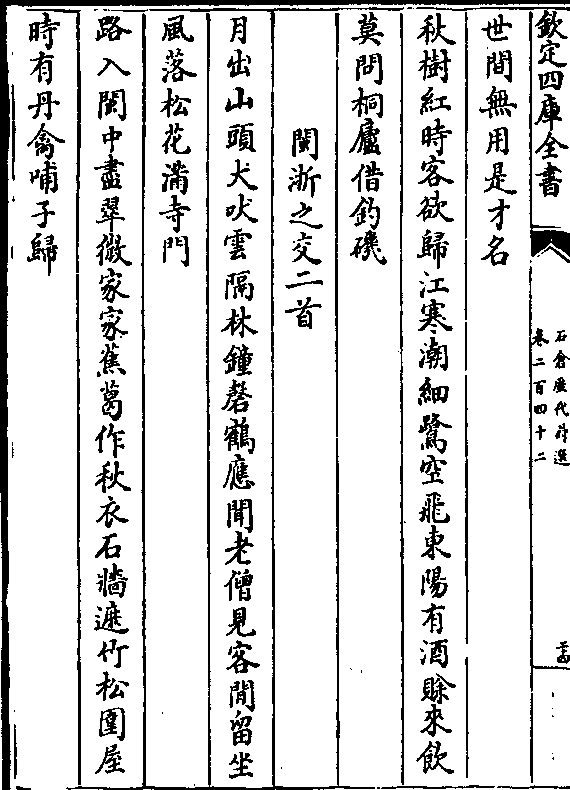 欽定四庫全書
石倉歷代詩選
卷二百四十二
世間無用是才名
秋樹紅時客欲歸江寒潮細鷺空飛東陽有酒賒來飲
莫問桐廬借釣磯
閩浙之交二首
月出山頭犬吠雲隔林鐘磬鶴應聞老僧見客閒留坐
風落松花滿寺門
路入閩中盡翠微家家蕉葛作秋衣石牆遮竹松圍屋
時有丹禽哺子歸